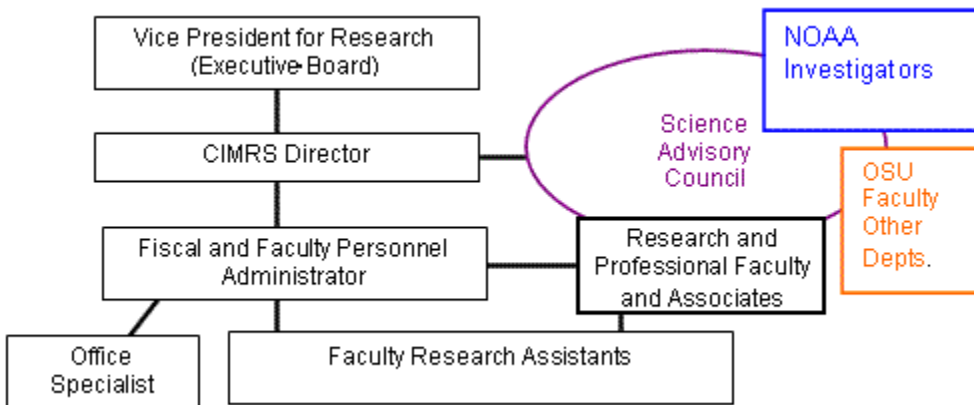 Vice President for Research
(Executive Board)
NOAA
Investigators
CIMRS Director
Science
Advisory
Council
OSU
Faculty
Other
Depts.
Fiscal and Faculty Personnel
Administrator
Research and
Professional Faculty
and Associates
Office
Specialist
Faculty Research Assistants